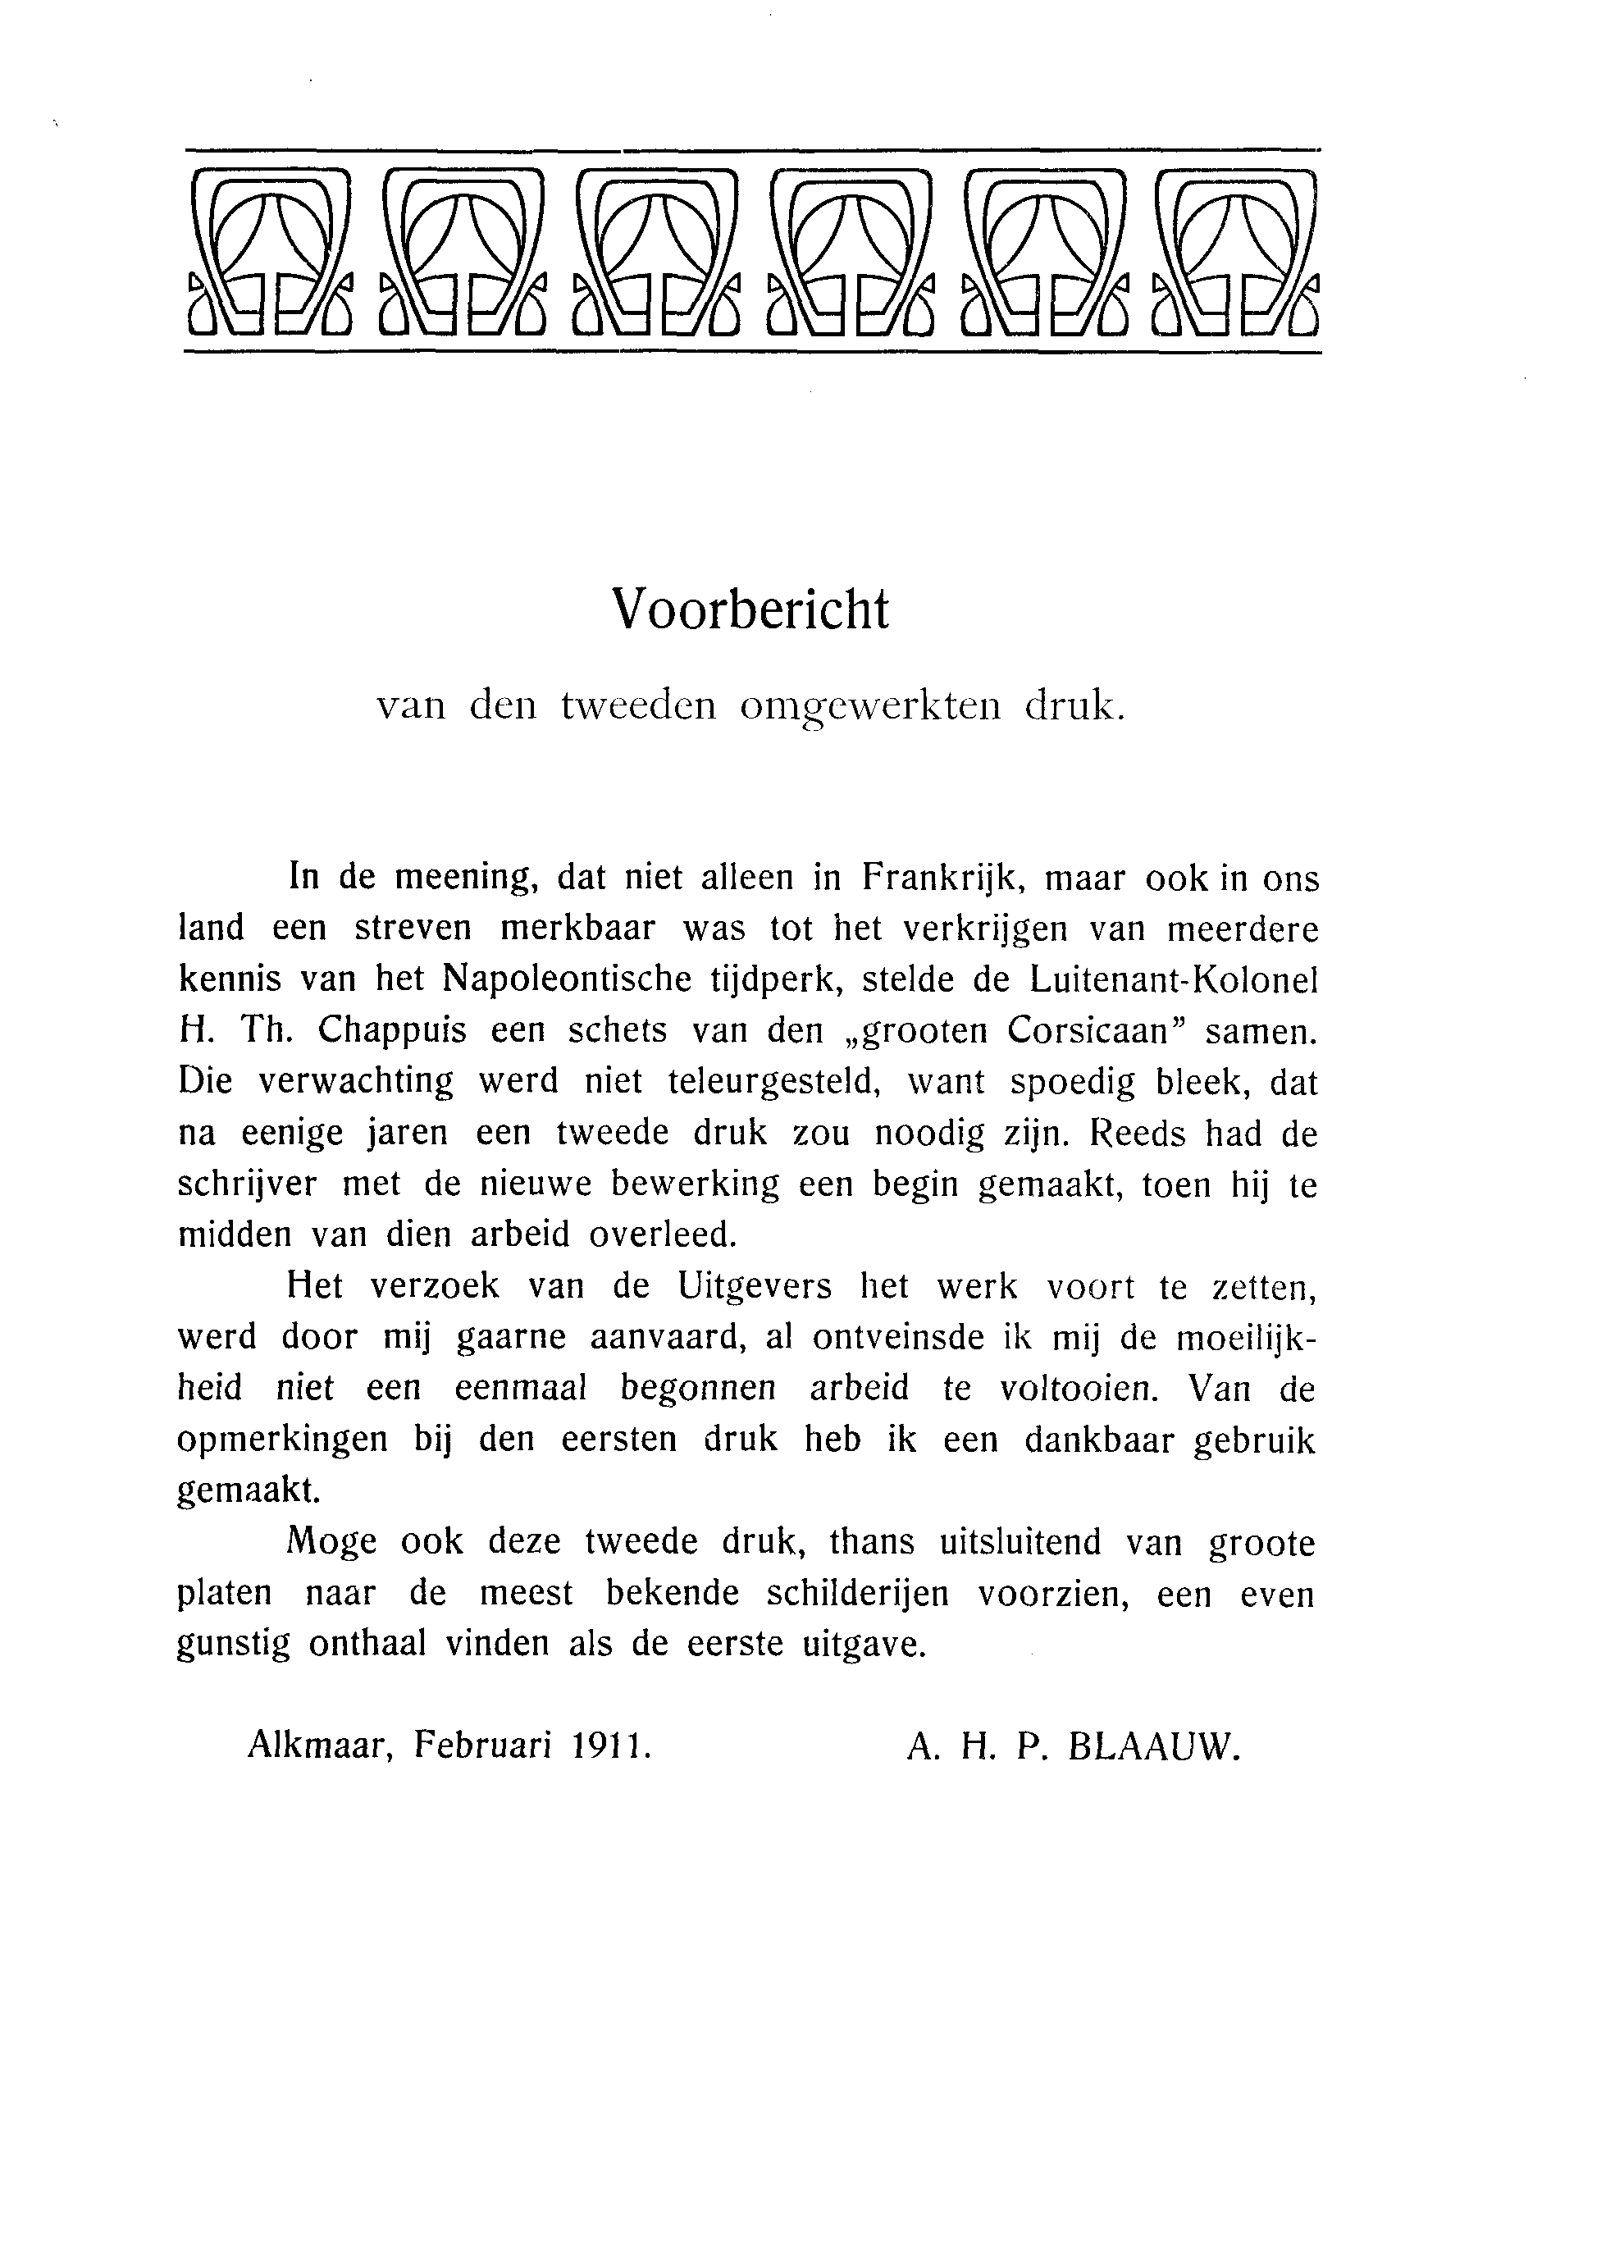 Voorbericht
van den tweeden omgewerkten druk.
In de meening, dat niet alleen in Frankrijk, maar ook in ons
land een streven merkbaar was tot het verkrijgen van meerdere
kennis van het Napoleontische tijdperk, stelde de Luitenant-Kolonel
H. Th. Chappuis een schets van den „grooten Corsicaan” samen.
Die verwachting werd niet teleurgesteld, want spoedig bleek, dat
na eenige jaren een tweede druk zou noodig zijn. Reeds had de
schrijver met de nieuwe bewerking een begin gemaakt, toen hij te
midden van dien arbeid overleed.
Het verzoek van de Uitgevers het werk voort te zetten,
werd door mij gaarne aanvaard, al ontveinsde ik mij de moeilijk-
heid niet een eenmaal begonnen arbeid te voltooien. Van de
opmerkingen bij den eersten druk heb ik een dankbaar gebruik
gemaakt.
Moge ook deze tweede druk, thans uitsluitend van groote
platen naar de meest bekende schilderijen voorzien, een even
gunstig onthaal vinden als de eerste uitgave.
Alkmaar, Februari 1911. A. H. P. BLAAUW.